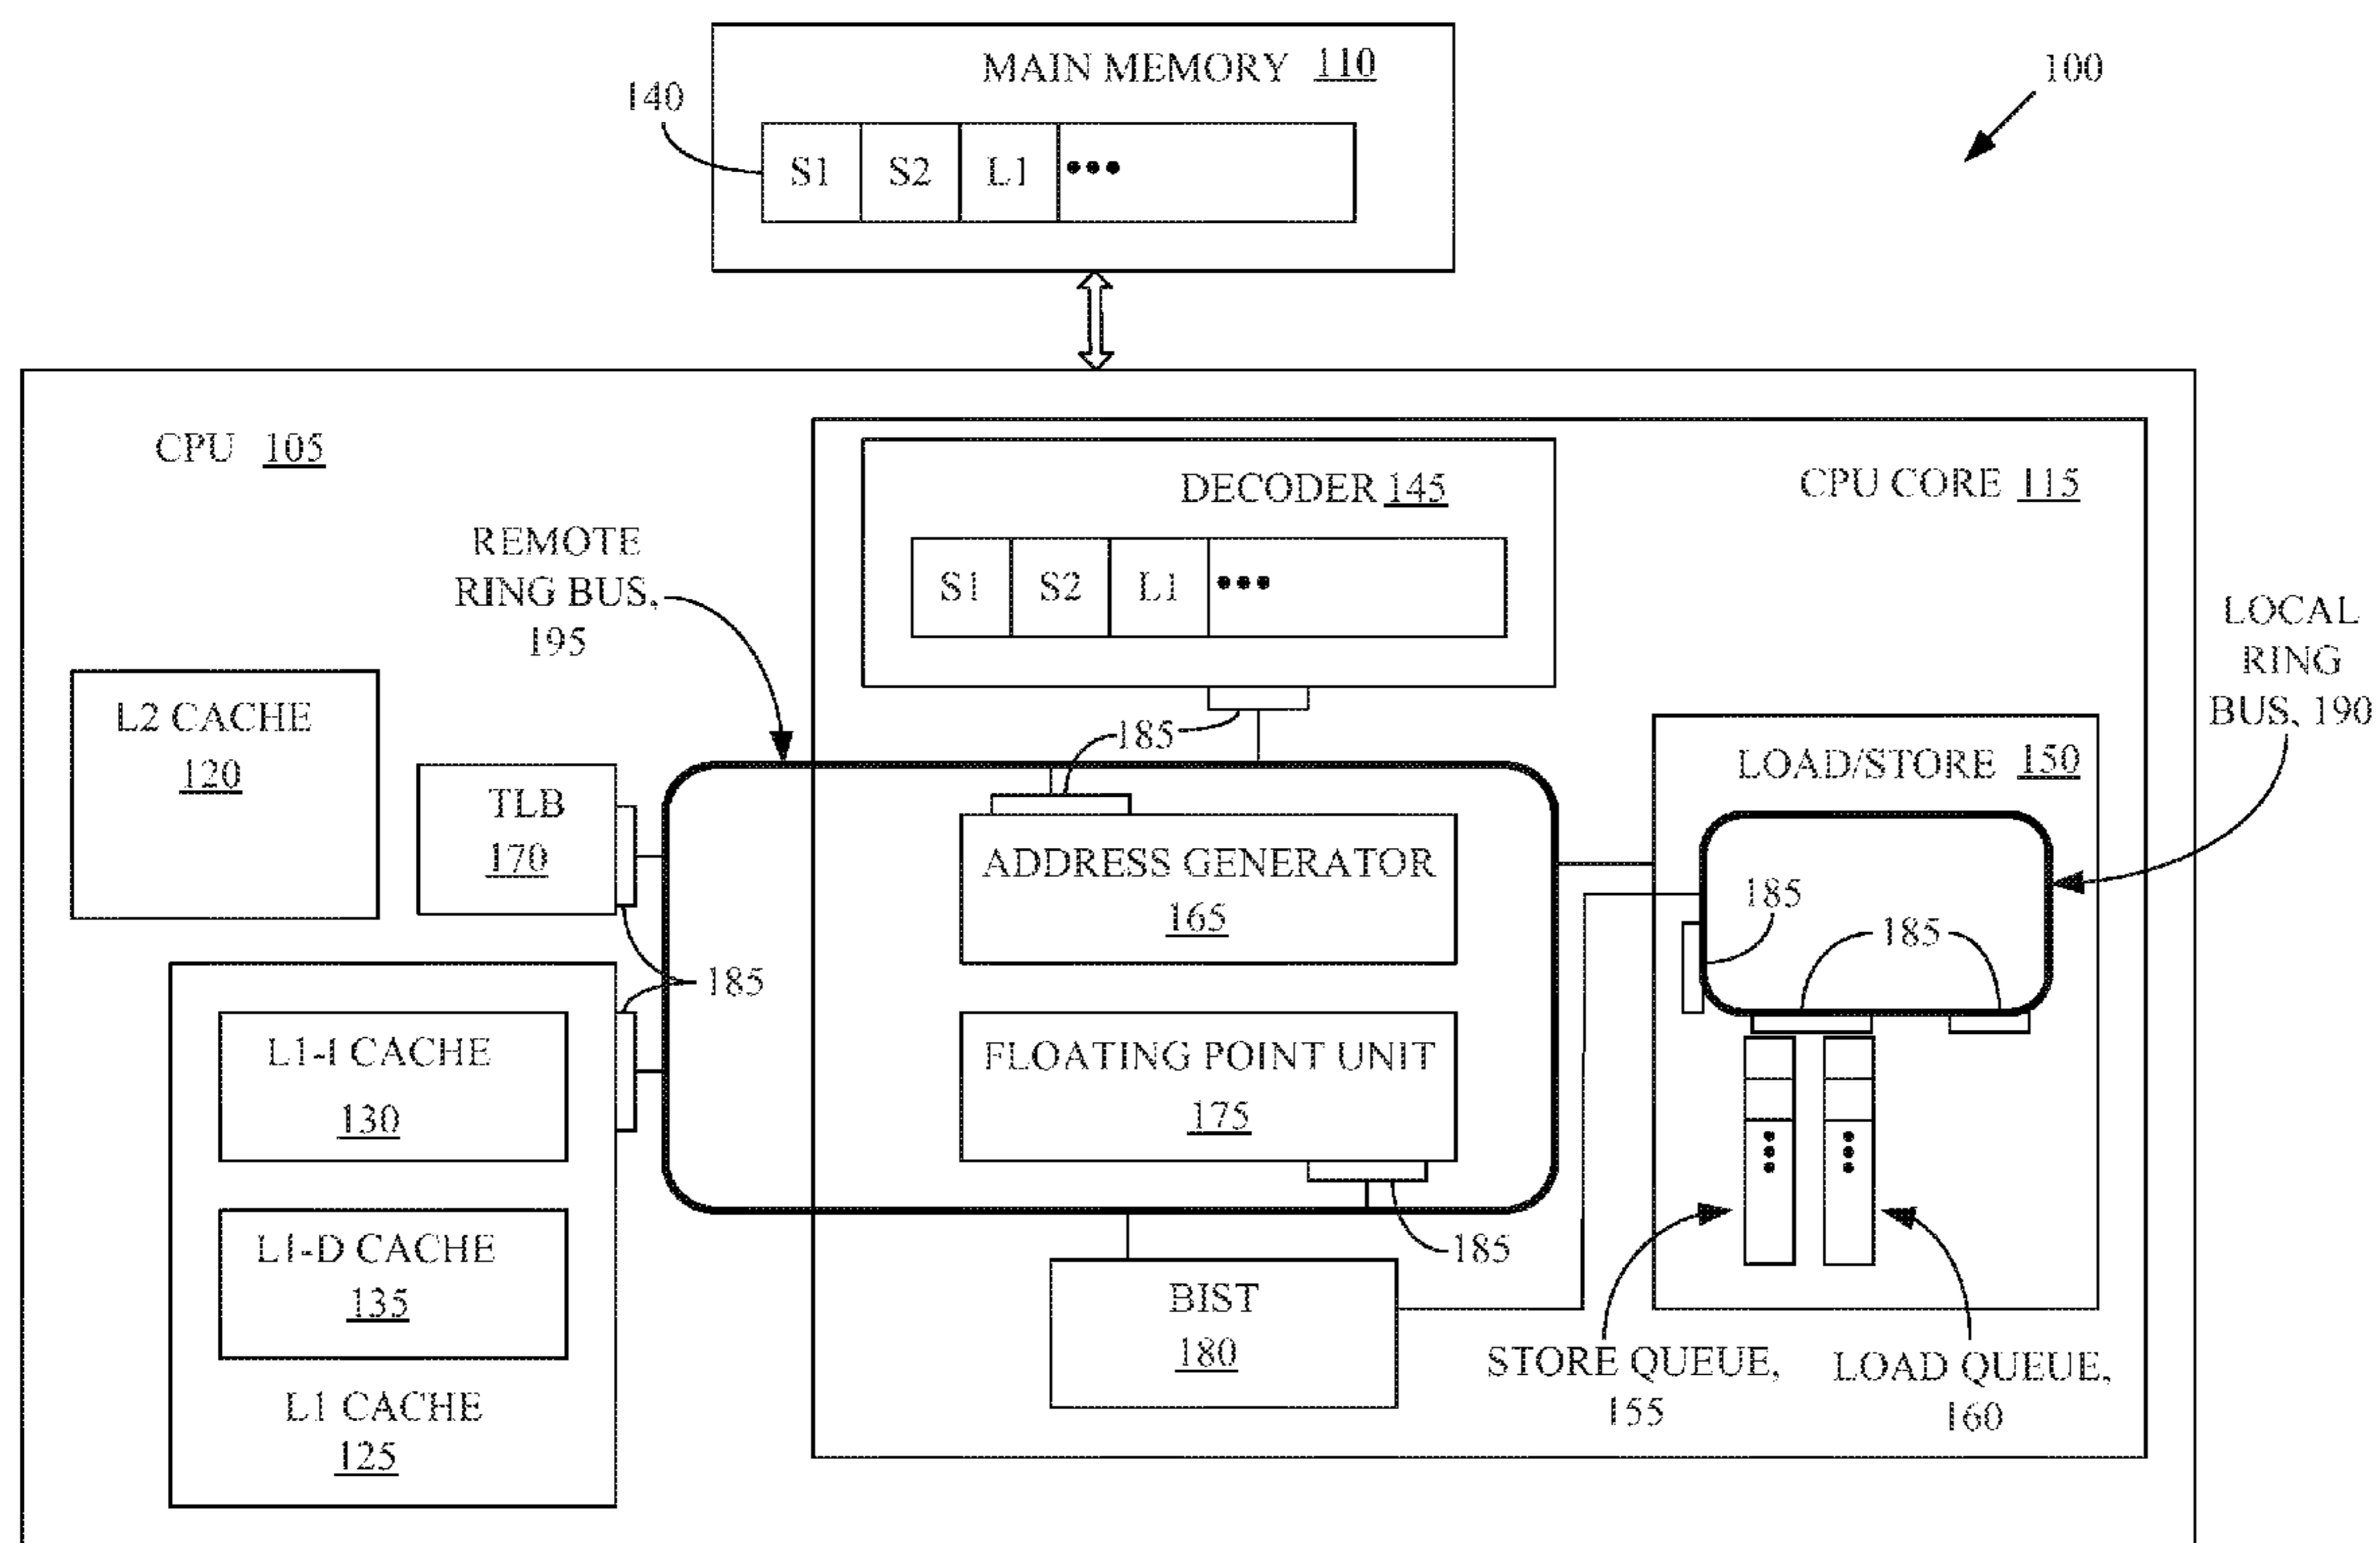 MAIN MEMORY 110
100
140
S1 S2 L1 •••
CPU 105
DECODER 145
CPU CORE 115
REMOTE
RING BUS,
195
S1 S2 L1 •••
LOCAL
RING
BUS, 190
L2 CACHE
120
185
LOAD/STORE 150
TLB
170
ADDRESS GENERATOR
165
185
185
185
L1-I CACHE
130
FLOATING POINT UNIT
175
L1-D CACHE
135
185
BIST
180
STORE QUEUE,
155
LOAD QUEUE,
160
L1 CACHE
125